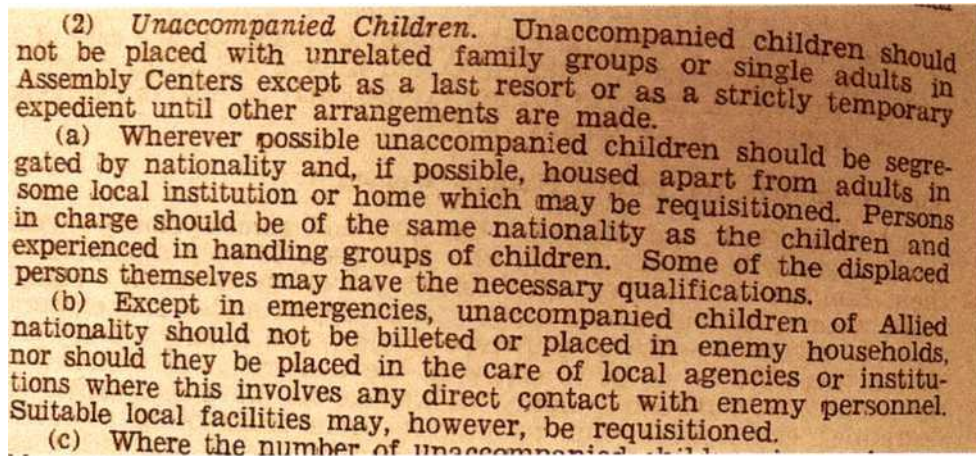 (2) Unaccompanied Children. Unaccompanied children should
not be placed with unrelated family groups or single adults in
Assembly Centers except as a last resort or as a strictly temporary
expedient until other arrangements are made.
(a) Wherever possible unaccompanied children should be segre-
gated by nationality and, if possible, housed apart from adults in
some local institution or home which may be requisitioned. Persons
in charge should be of the same nationality as the children and
experienced in handling groups of children. Some of the displaced
persons themselves may have the necessary qualifications.
(b) Except in emergencies, unaccompanied children of Allied
nationality should not be billeted or placed in enemy households,
nor should they be placed in the care of local agencies or institu-
tions where this involves any direct contact with enemy personnel.
Suitable local facilities may, however, be requisitioned.
(c) Where the number of unaccompanied